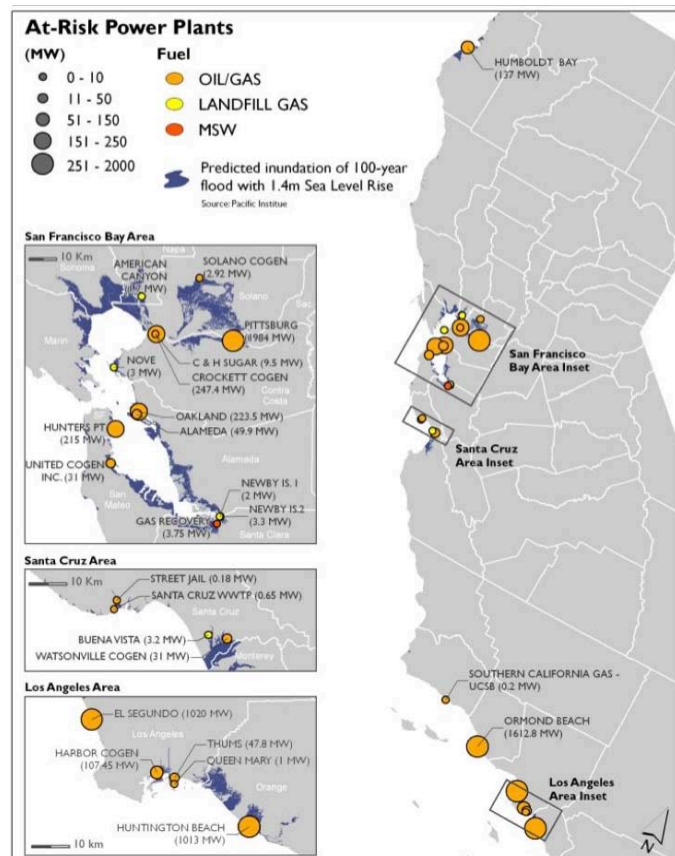 At-Risk Power Plants
(MW)
0 - 10
11 - 50
51 - 150
151 - 250
251 - 2000
Fuel
OIL/GAS
LANDFILL GAS
MSW
Predicted inundation of 100-year
flood with 1.4m Sea Level Rise
Source: Pacific Institue
HUMBOLDT BAY
(137 MW)
San Francisco Bay Area
10 Km
Napa
Sonoma
AMERICAN
CANYON
MW)
SOLANO COGEN
(2.92 MW)
Solano
Sac
Marin
PITTSBURG
(1984 MW)
NOVE
(3 MW)
C & H SUGAR (9.5 MW)
CROCKETT COGEN
(247.4 MW)
Contra
Costa
OAKLAND (223.5 MW)
ALAMEDA (49.9 MW)
HUNTERS PT
(215 MW)
Alameda
UNITED COGEN
INC. (31 MW)
San
Mateo
NEWBY IS. 1
(2 MW)
NEWBY IS.2
(3.3 MW)
GAS RECOVERY
(3.75 MW)
Santa Clara
San Francisco
Bay Area Inset
Santa Cruz
Area Inset
Santa Cruz Area
10 Km
STREET JAIL (0.18 MW)
SANTA CRUZ WWTP (0.65 MW)
Santa Cruz
BUENA VISTA (3.2 MW)
WATSONVILLE COGEN (31 MW)
Monterey
Los Angeles Area
EL SEGUNDO (1020 MW)
Los Angeles
THUMS (47.8 MW)
HARBOR COGEN
(107.45 MW)
QUEEN MARY (1 MW)
Orange
HUNTINGTON BEACH
(1013 MW)
10 km
SOUTHERN CALIFORNIA GAS -
UCSB (0.2 MW)
ORMOND BEACH
(1612.8 MW)
Los Angeles
Area Inset
N